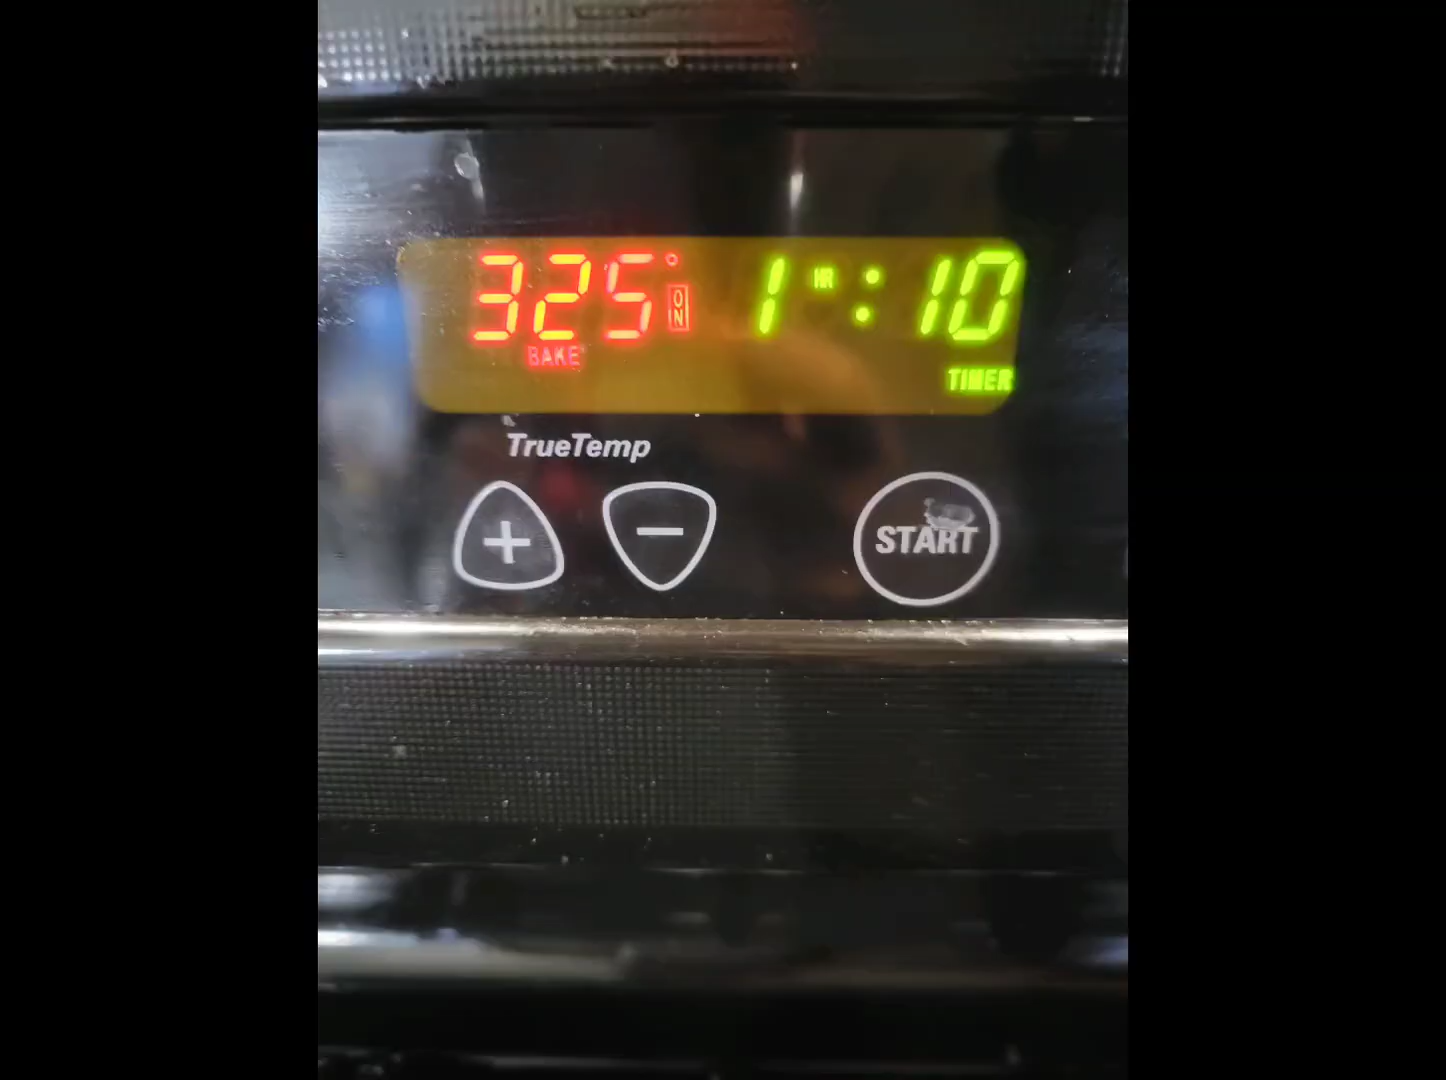 325° ON 1 HR : 10
BAKE
TIMER
TrueTemp
+ - START